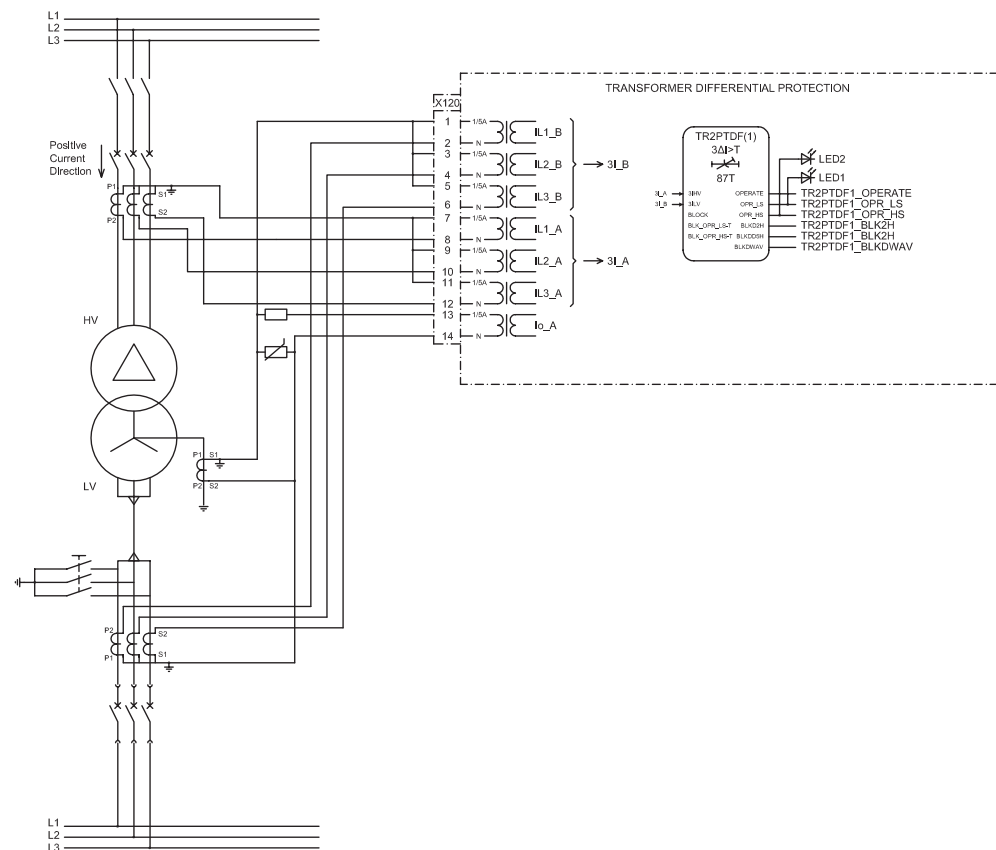 L1
L2
L3
TRANSFORMER DIFFERENTIAL PROTECTION
X120
1 1/5A IL1_B
2 N
3 1/5A IL2_B
4 N
5 1/5A IL3_B
6 N
3I_B
7 1/5A IL1_A
8 N
9 1/5A IL2_A
10 N
11 1/5A IL3_A
12 N
3I_A
13 1/5A Io_A
14 N
TR2PTDF(1)
3ΔI>T
87T
3I_A 3IHV OPERATE TR2PTDF1_OPERATE
3I_B 3ILV OPR_LS TR2PTDF1_OPR_LS
BLOCK OPR_HS TR2PTDF1_OPR_HS
BLK_OPR_LS-T BLKD2H TR2PTDF1_BLK2H
BLK_OPR_HS-T BLKDD5H TR2PTDF1_BLK2H
BLKDWAV TR2PTDF1_BLKDWAV
LED2
LED1
Positive
Current
Direction
P1 S1
P2 S2
HV
LV
P1 S1
P2 S2
P2 S2
P1 S1
L1
L2
L3